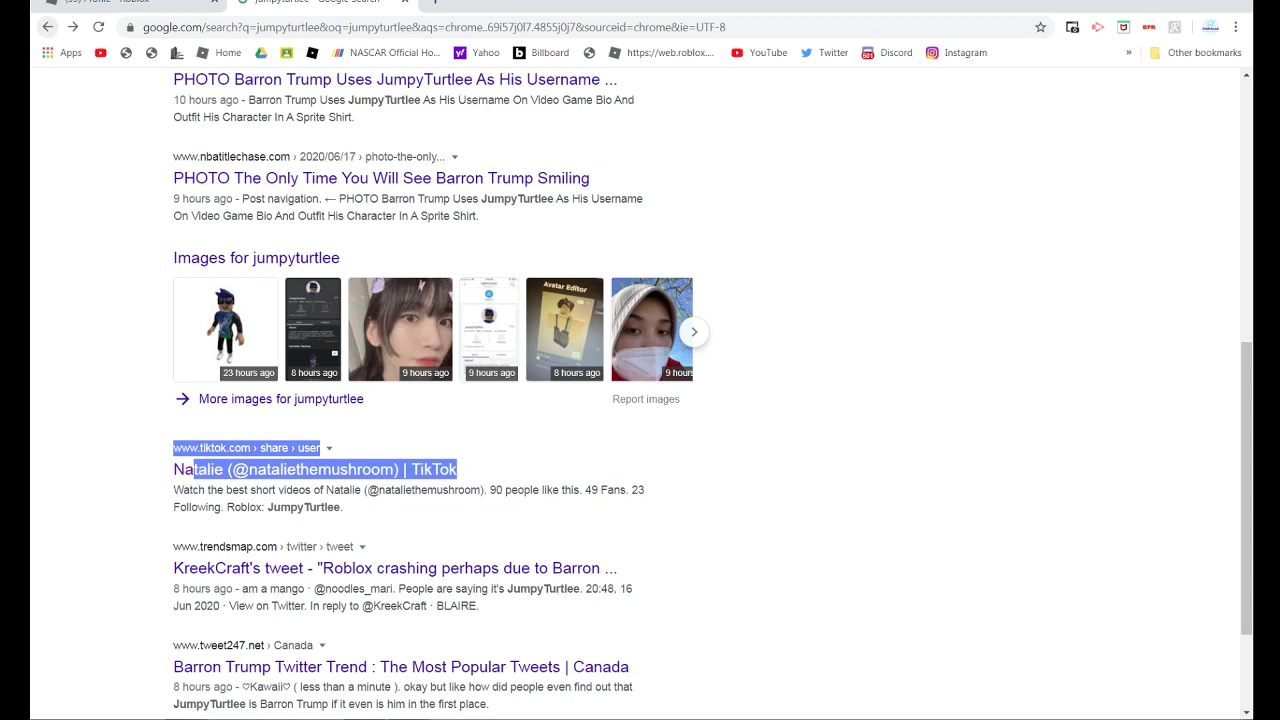 google.com/search?q=jumpyturtlee&oq=jumpyturtlee&aqs=chrome..69i57i0l7.4855j0j7&sourceid=chrome&ie=UTF-8
Apps Home NASCAR Official Ho... Yahoo Billboard https://web.roblox.... YouTube Twitter Discord Instagram » Other bookmarks
PHOTO Barron Trump Uses JumpyTurtlee As His Username ...
10 hours ago - Barron Trump Uses JumpyTurtlee As His Username On Video Game Bio And
Outfit His Character In A Sprite Shirt.
www.nbatitlechase.com › 2020/06/17 › photo-the-only...
PHOTO The Only Time You Will See Barron Trump Smiling
9 hours ago - Post navigation. ← PHOTO Barron Trump Uses JumpyTurtlee As His Username
On Video Game Bio And Outfit His Character In A Sprite Shirt.
Images for jumpyturtlee
Avatar Editor
23 hours ago 8 hours ago 9 hours ago 9 hours ago 8 hours ago 9 hours
More images for jumpyturtlee Report images
www.tiktok.com › share › user
Natalie (@nataliethemushroom) | TikTok
Watch the best short videos of Natalie (@nataliethemushroom). 90 people like this. 49 Fans. 23
Following. Roblox: JumpyTurtlee.
www.trendsmap.com › twitter › tweet
KreekCraft's tweet - "Roblox crashing perhaps due to Barron ...
8 hours ago - am a mango · @noodles_mari. People are saying it's JumpyTurtlee. 20:48, 16
Jun 2020 · View on Twitter. In reply to @KreekCraft · BLAIRE.
www.tweet247.net › Canada
Barron Trump Twitter Trend : The Most Popular Tweets | Canada
8 hours ago - ♡Kawaii♡ ( less than a minute ). okay but like how did people even find out that
JumpyTurtlee is Barron Trump if it even is him in the first place.